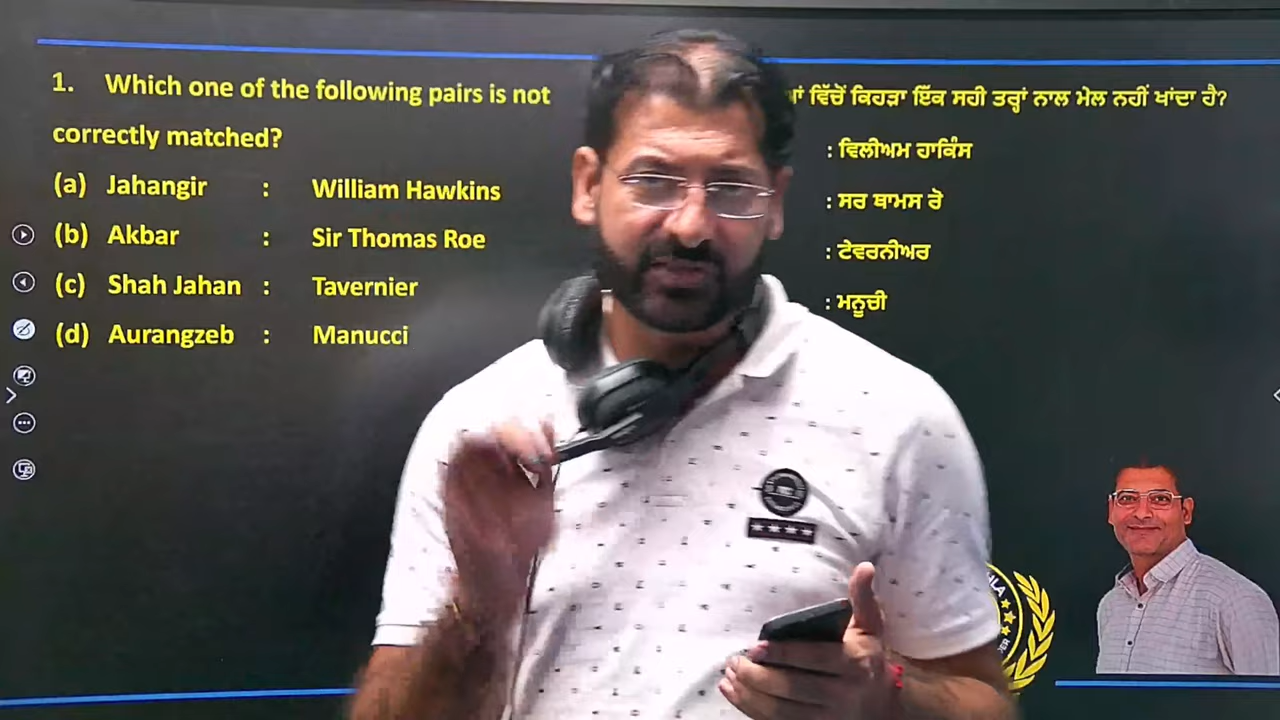 1. Which one of the following pairs is not
correctly matched?
(a) Jahangir : William Hawkins
(b) Akbar : Sir Thomas Roe
(c) Shah Jahan : Tavernier
(d) Aurangzeb : Manucci
ਵਿੱਚੋਂ ਕਿਹੜਾ ਇੱਕ ਸਹੀ ਤਰ੍ਹਾਂ ਨਾਲ ਮੇਲ ਨਹੀਂ ਖਾਂਦਾ ਹੈ?
: ਵਿਲੀਅਮ ਹਾਕਿੰਸ
: ਸਰ ਥਾਮਸ ਰੋ
: ਟੇਵਰਨੀਅਰ
: ਮਨੂਚੀ